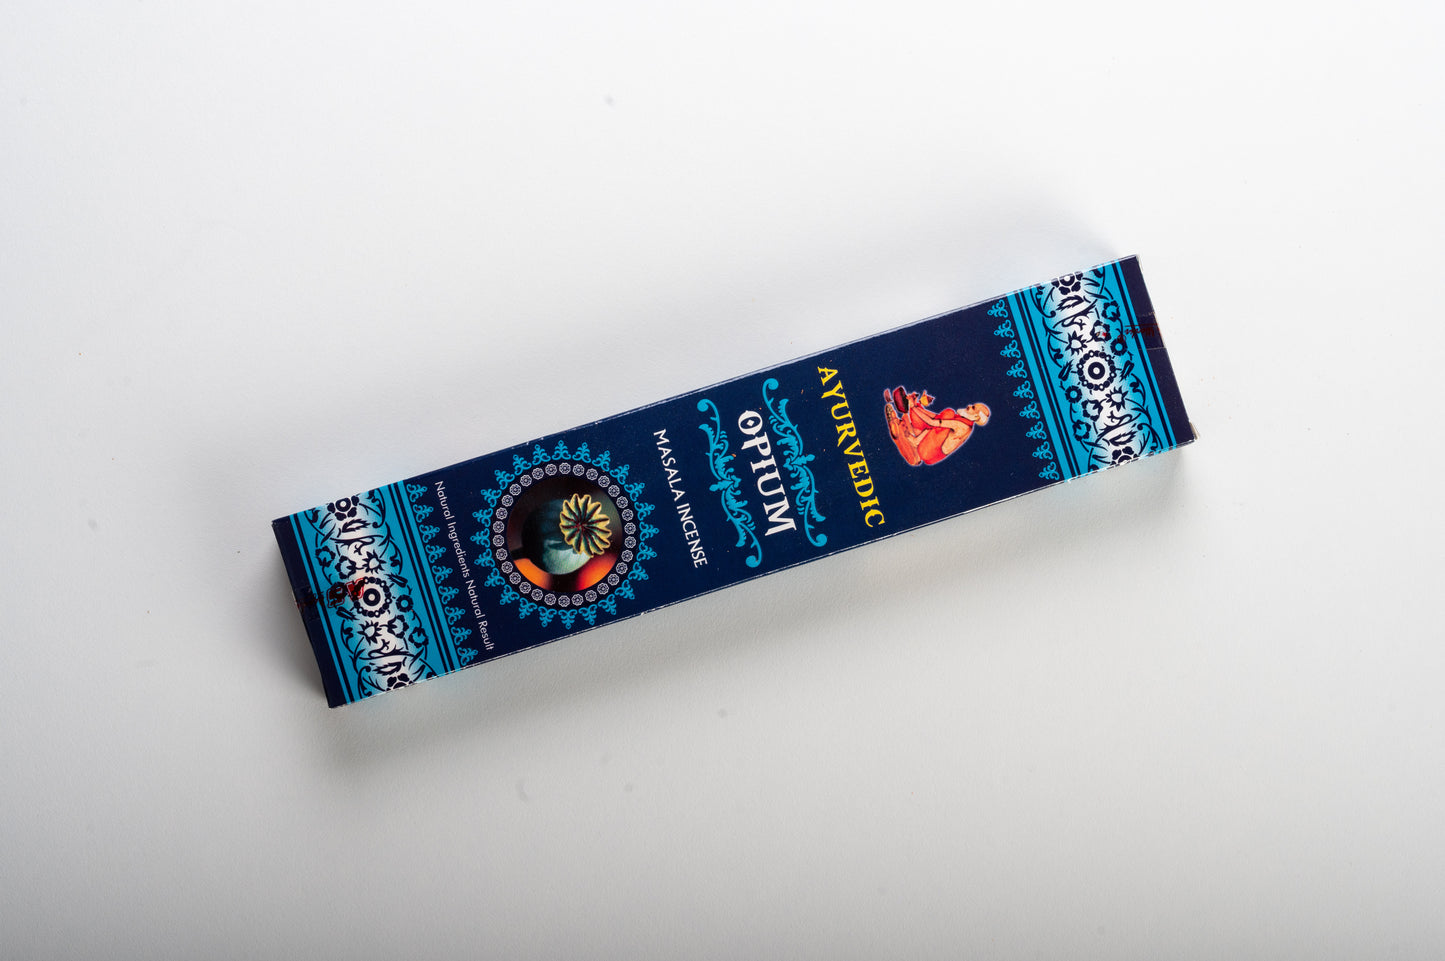 AYURVEDIC
OPIUM
MASALA INCENSE
Natural Ingredients Natural Result